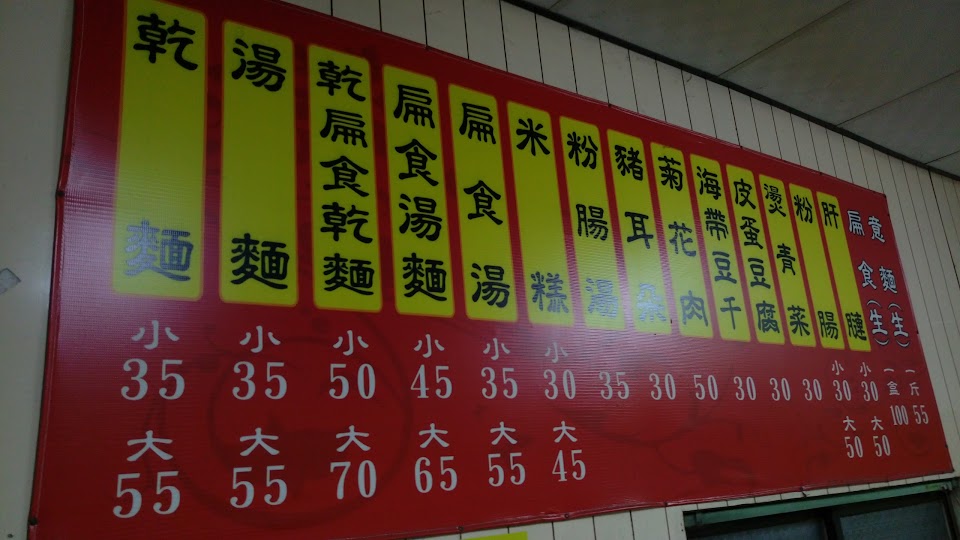 乾麵 小35 大55
湯麵 小35 大55
乾扁食乾麵 小50 大70
扁食湯麵 小45 大65
扁食湯 小35 大55
米糕 小30 大45
粉腸湯 35
豬耳朵 30
菊花肉 50
海帶豆干 30
皮蛋豆腐 30
燙青菜 30
粉腸 小30 大50
肝腱 小30 大50
扁食(生) 一盒100
意麵(生) 一斤55